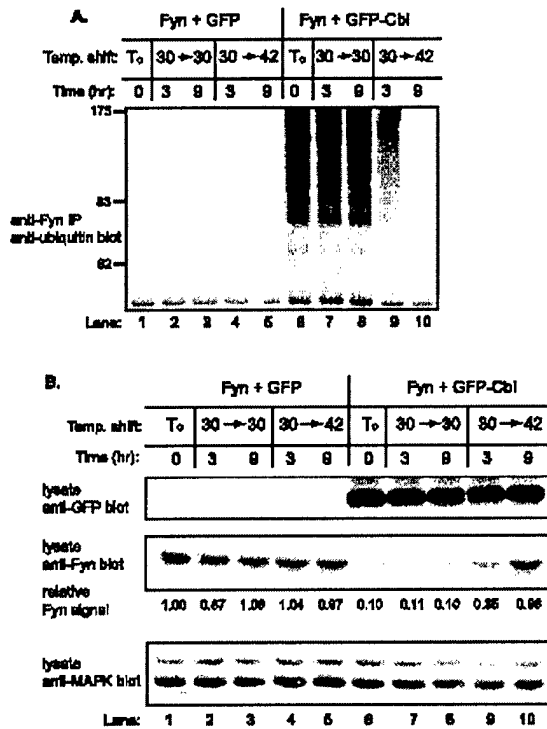 A.
Fyn + GFP Fyn + GFP-Cbl
Temp. shift: To 30→30 30→42 To 30→30 30→42
Time (hr): 0 3 9 3 9 0 3 9 3 9
175
83
anti-Fyn IP
anti-ubiquitin blot
62
Lane: 1 2 3 4 5 6 7 8 9 10
B.
Fyn + GFP Fyn + GFP-Cbl
Temp. shift: To 30→30 30→42 To 30→30 30→42
Time (hr): 0 3 9 3 9 0 3 9 3 9
lysate
anti-GFP blot
lysate
anti-Fyn blot
relative
Fyn signal
1.00 1.04 0.10 0.11 0.10
lysate
anti-MAPK blot
Lane: 1 2 3 4 5 6 7 8 9 10